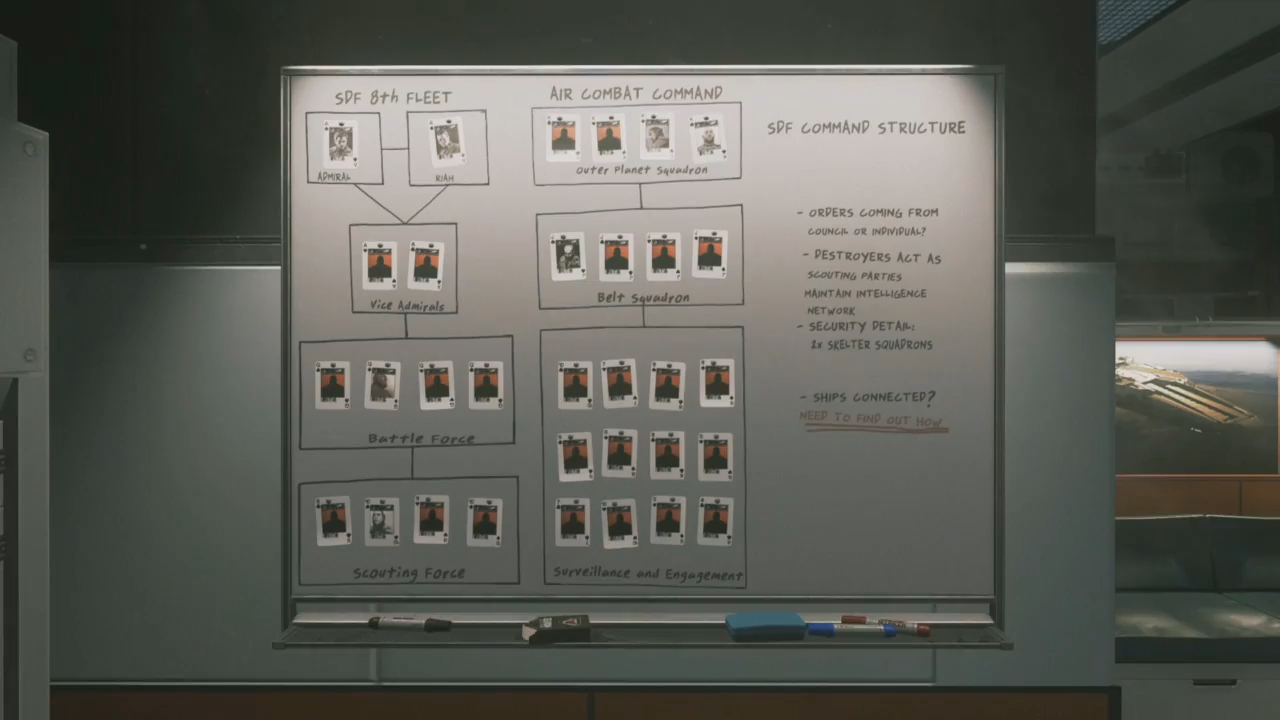 SDF 8th FLEET
ADMIRAL
RIAH
Vice Admirals
Battle Force
Scouting Force
AIR COMBAT COMMAND
Outer Planet Squadron
Belt Squadron
Surveillance and Engagement
SDF COMMAND STRUCTURE
- ORDERS COMING FROM
COUNCIL OR INDIVIDUAL?
- DESTROYERS ACT AS
SCOUTING PARTIES
MAINTAIN INTELLIGENCE
NETWORK
- SECURITY DETAIL:
2x SKELTER SQUADRONS
- SHIPS CONNECTED?
NEED TO FIND OUT HOW